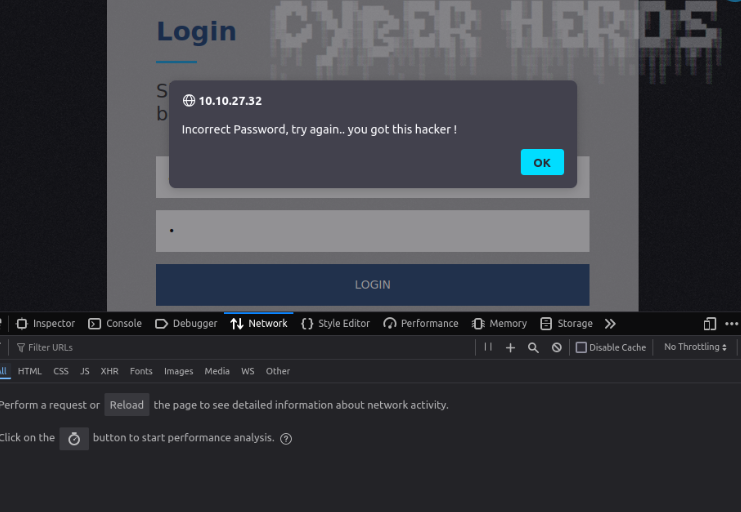 CYBER HEROS
Login
S
b
10.10.27.32
Incorrect Password, try again.. you got this hacker !
OK
•
LOGIN
Inspector Console Debugger Network Style Editor Performance Memory Storage
Filter URLs Disable Cache No Throttling
All HTML CSS JS XHR Fonts Images Media WS Other
Perform a request or Reload the page to see detailed information about network activity.
Click on the button to start performance analysis.